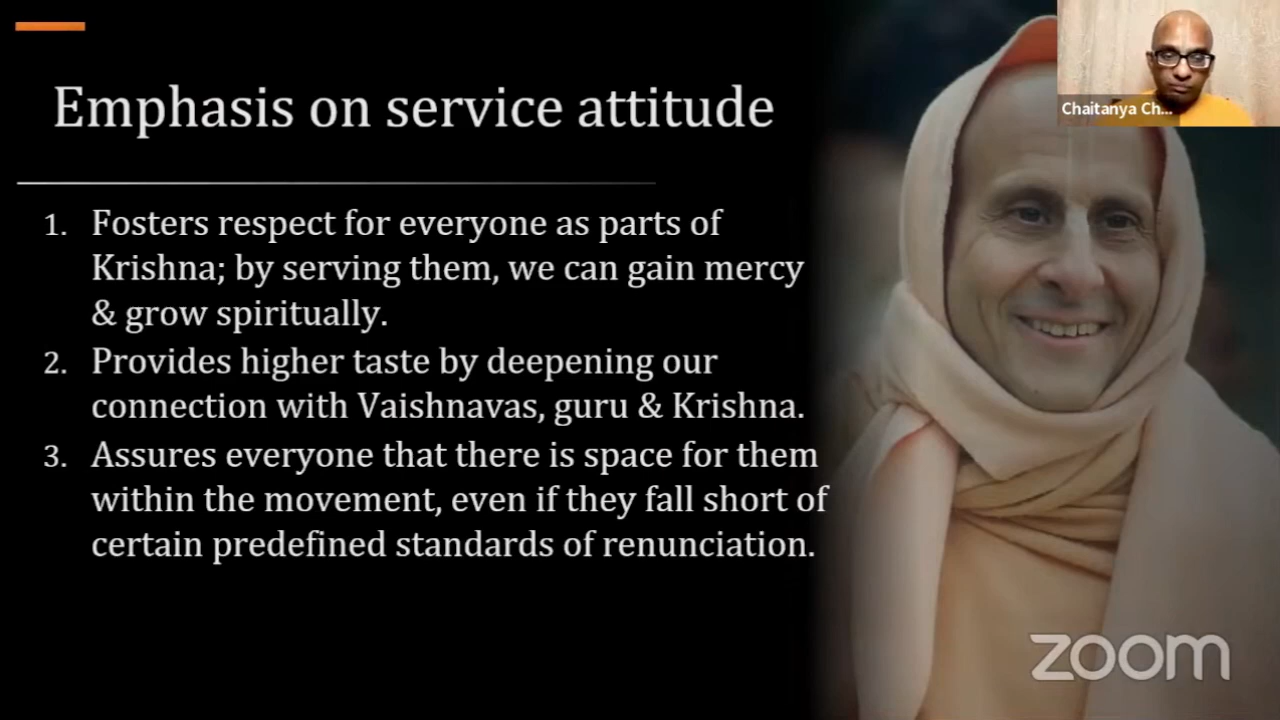 Emphasis on service attitude
Chaitanya Ch...
1. Fosters respect for everyone as parts of
Krishna; by serving them, we can gain mercy
& grow spiritually.
2. Provides higher taste by deepening our
connection with Vaishnavas, guru & Krishna.
3. Assures everyone that there is space for them
within the movement, even if they fall short of
certain predefined standards of renunciation.
zoom